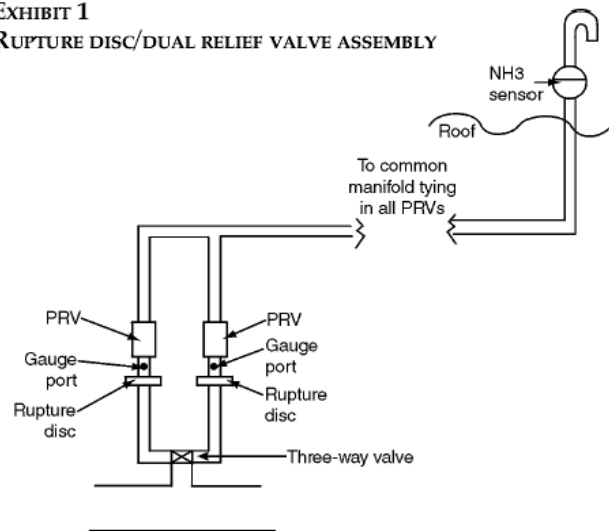 EXHIBIT 1
RUPTURE DISC/DUAL RELIEF VALVE ASSEMBLY
NH3
sensor
Roof
To common
manifold tying
in all PRVs
PRV
PRV
Gauge
port
Gauge
port
Rupture
disc
Rupture
disc
Three-way valve